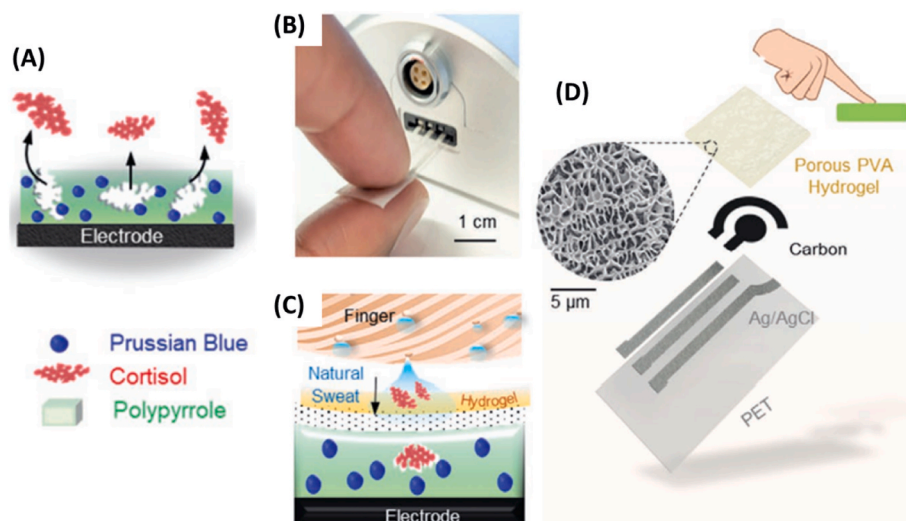 (A)
Electrode
Prussian Blue
Cortisol
Polypyrrole
(B)
1 cm
(C)
Finger
Natural
Sweat
Hydrogel
Electrode
(D)
Porous PVA
Hydrogel
Carbon
5 μm
Ag/AgCl
PET